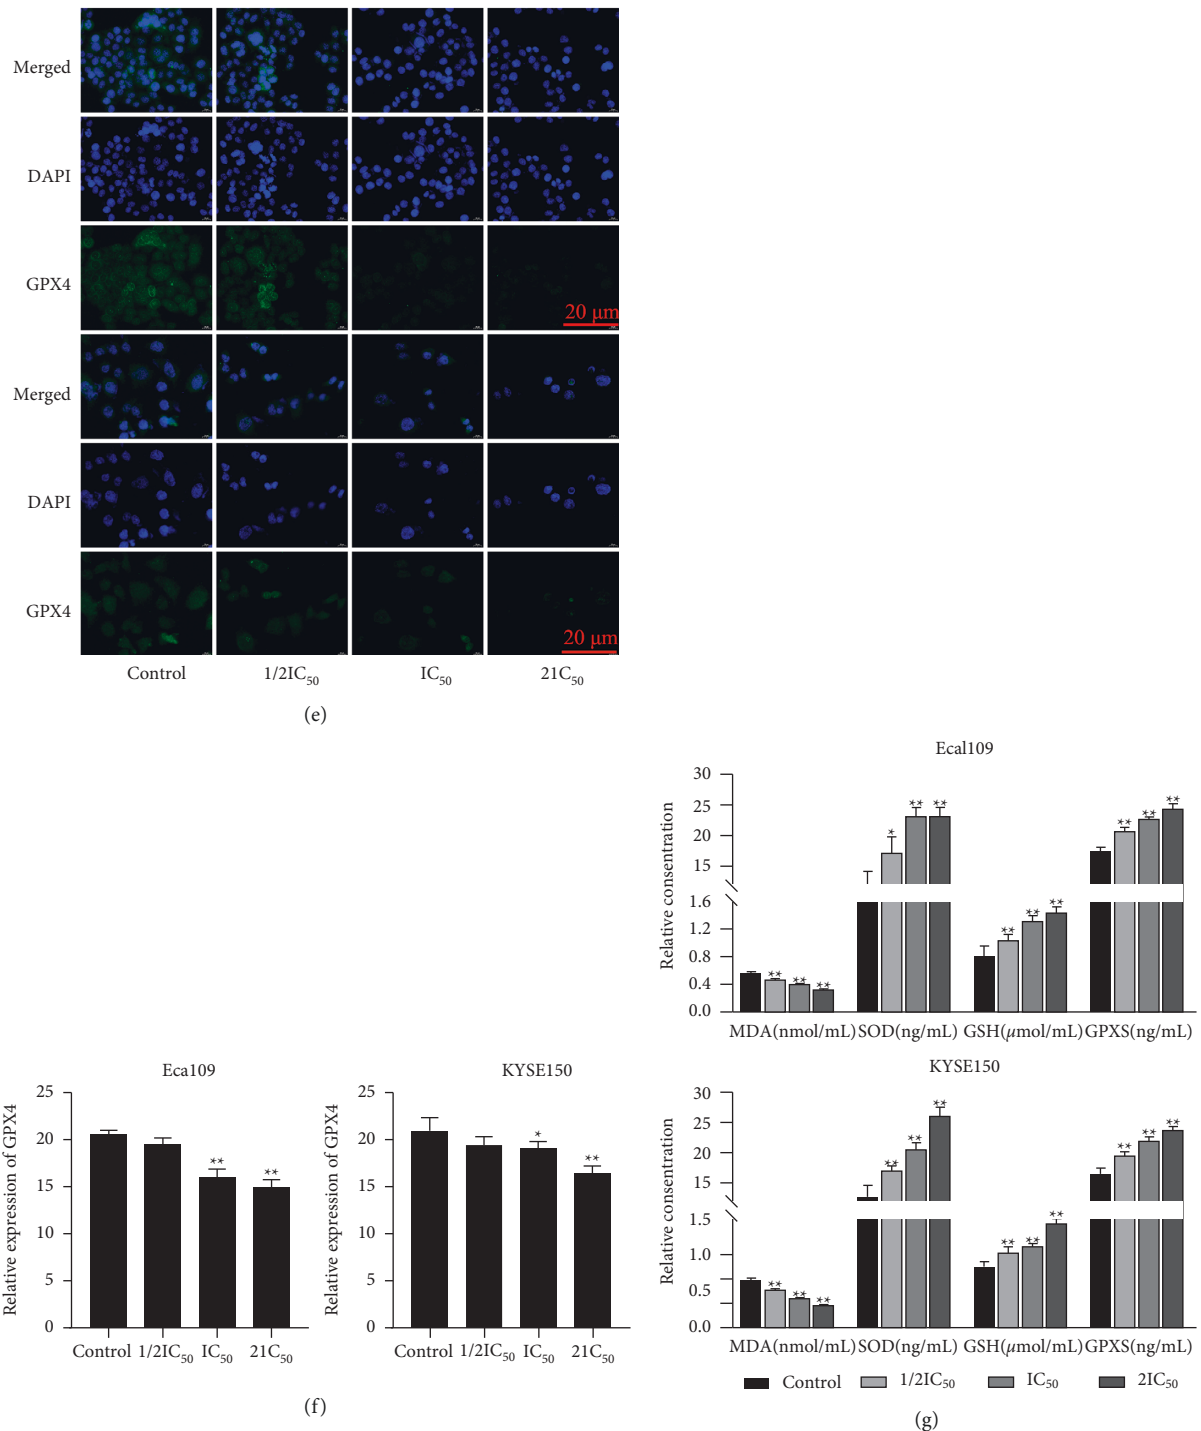 Merged
DAPI
GPX4
20 μm
Merged
DAPI
GPX4
20 μm
Control 1/2IC50 IC50 21C50
(e)
Eca109
Relative expression of GPX4
25
20
15
10
5
0
** **
Control 1/2IC50 IC50 21C50
KYSE150
Relative expression of GPX4
25
20
15
10
5
0
* **
Control 1/2IC50 IC50 21C50
(f)
Ecal109
Relative consentration
30
25
20
15
1.6
1.2
0.8
0.4
0.0
** ** ** * ** ** ** ** ** ** ** **
MDA(nmol/mL) SOD(ng/mL) GSH(μmol/mL) GPXS(ng/mL)
KYSE150
Relative consentration
30
25
20
15
1.5
1.0
0.5
0.0
** ** ** ** ** ** ** ** ** ** ** **
MDA(nmol/mL) SOD(ng/mL) GSH(μmol/mL) GPXS(ng/mL)
Control 1/2IC50 IC50 2IC50
(g)